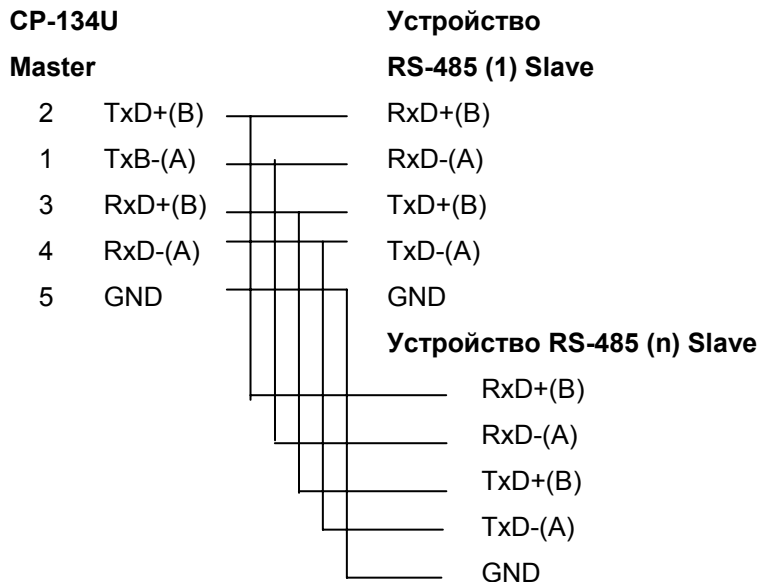 CP-134U Устройство
Master RS-485 (1) Slave
2 TxD+(B) RxD+(B)
1 TxB-(A) RxD-(A)
3 RxD+(B) TxD+(B)
4 RxD-(A) TxD-(A)
5 GND GND
Устройство RS-485 (n) Slave
RxD+(B)
RxD-(A)
TxD+(B)
TxD-(A)
GND